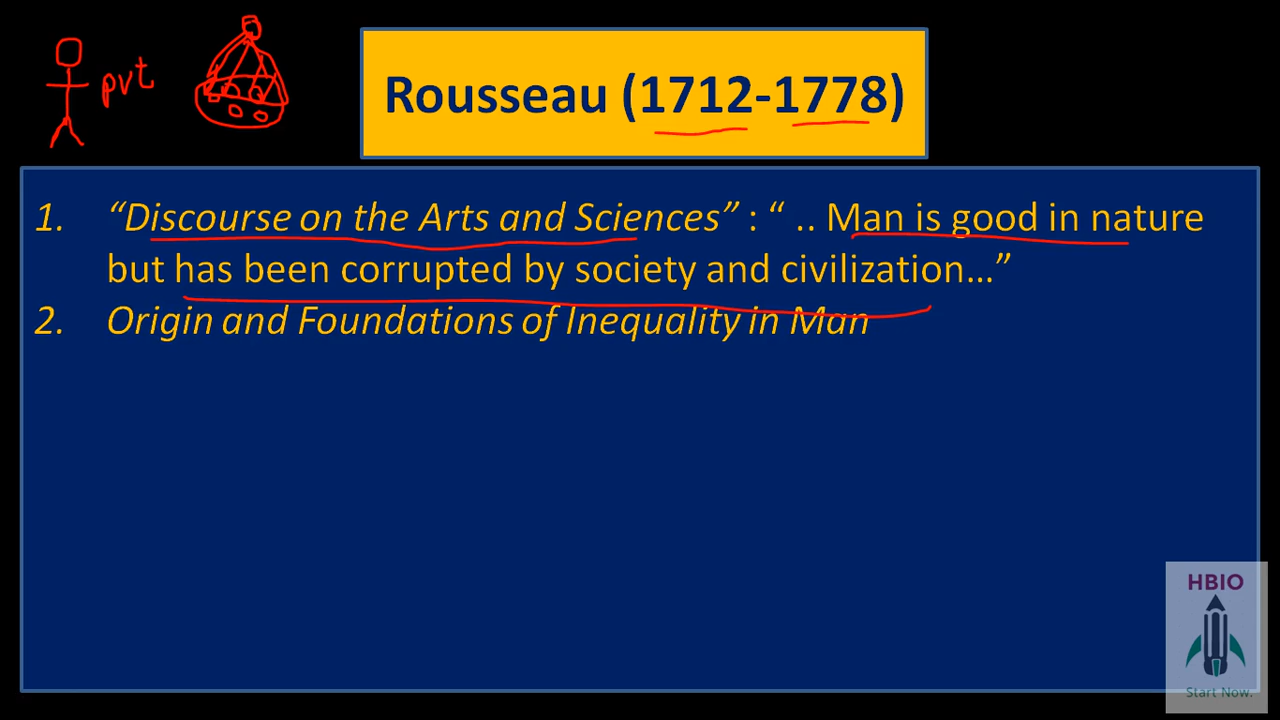 pvt
Rousseau (1712-1778)
1. “Discourse on the Arts and Sciences” : “ .. Man is good in nature
but has been corrupted by society and civilization…”
2. Origin and Foundations of Inequality in Man
HBIO
Start Now.